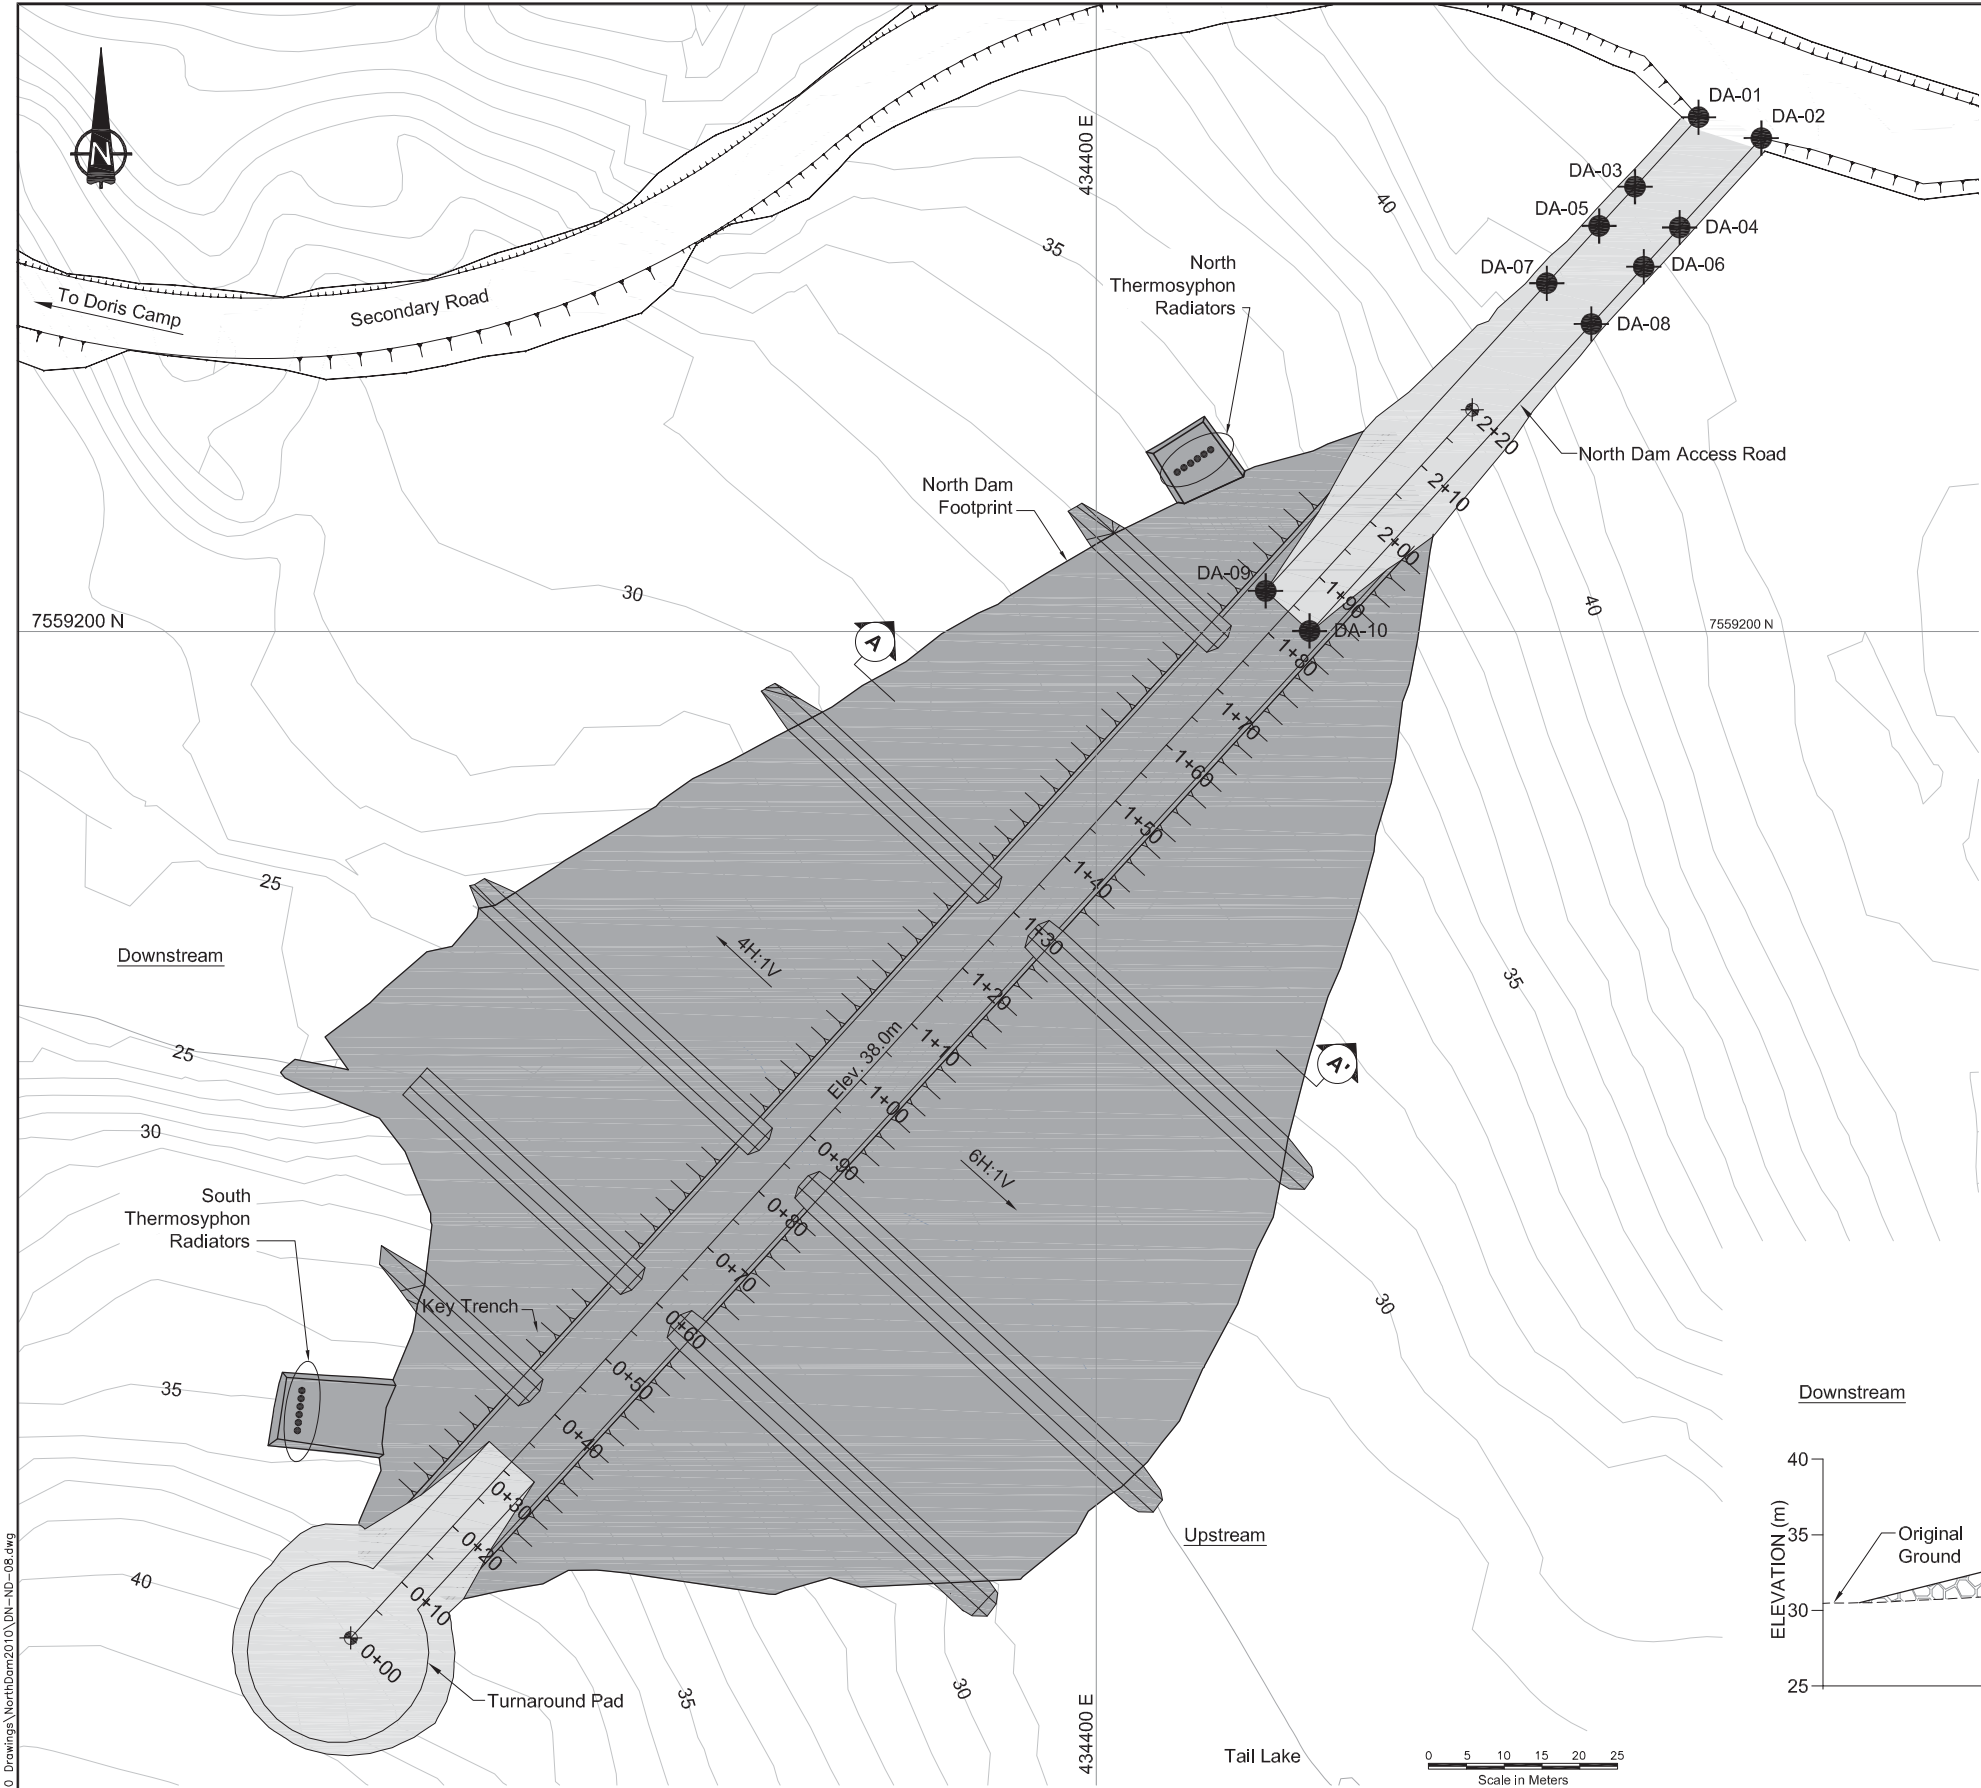 N
434400 E
DA-01
DA-02
DA-03
DA-04
DA-05
DA-06
DA-07
DA-08
40
35
North
Thermosyphon
Radiators
To Doris Camp
Secondary Road
2+20
North Dam Access Road
2+10
North Dam
Footprint
2+00
DA-09
30
1+90
40
7559200 N
7559200 N
DA-10
A
1+80
1+70
1+60
1+50
1+40
25
1+30
Downstream
4H:1V
35
1+20
Elev. 38.0m
1+10
25
A'
1+00
30
0+90
6H:1V
South
Thermosyphon
Radiators
0+80
0+70
30
Key Trench
0+60
0+50
35
Downstream
0+40
40
0+30
ELEVATION (m)
35
Original
Ground
Upstream
0+20
40
0+10
30
0+00
25
35
30
Turnaround Pad
434400 E
Tail Lake
0 5 10 15 20 25
Scale in Meters
0 Drawings\NorthDam2010\DN-ND-08.dwg